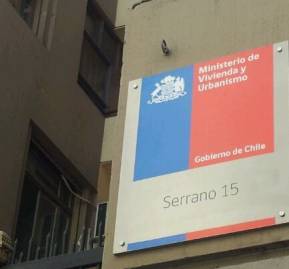 Ministerio de
Vivienda y
Urbanismo
Gobierno de Chile
Serrano 15